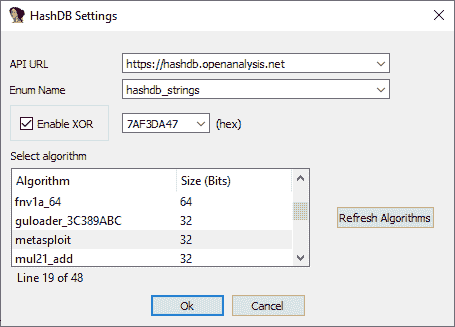 HashDB Settings
API URL https://hashdb.openanalysis.net
Enum Name hashdb_strings
Enable XOR 7AF3DA47 (hex)
Select algorithm
Algorithm Size (Bits)
fnv1a_64 64
guloader_3C389ABC 32
metasploit 32
mul21_add 32
Refresh Algorithms
Line 19 of 48
Ok Cancel